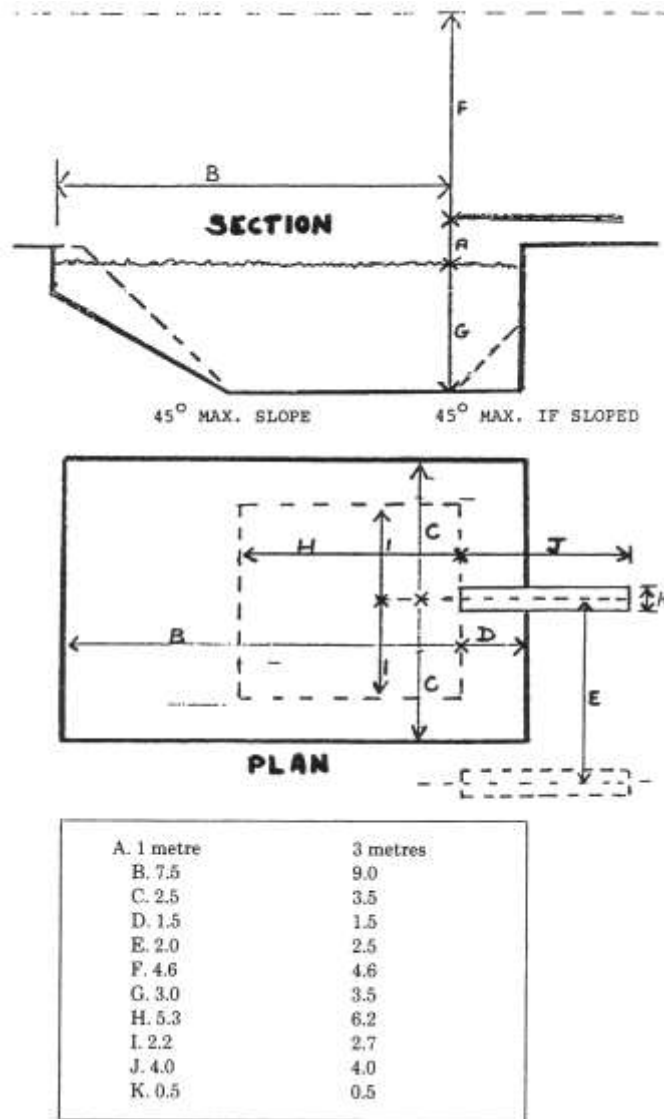 F
B
SECTION
A
G
45° MAX. SLOPE 45° MAX. IF SLOPED
C
H I J
K
B D
I
C
E
PLAN
A. 1 metre 3 metres
B. 7.5 9.0
C. 2.5 3.5
D. 1.5 1.5
E. 2.0 2.5
F. 4.6 4.6
G. 3.0 3.5
H. 5.3 6.2
I. 2.2 2.7
J. 4.0 4.0
K. 0.5 0.5